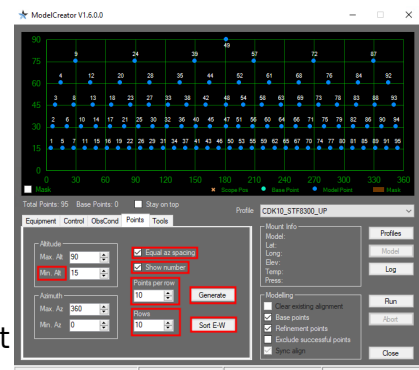 ModelCreator V1.6.0.0
90
49
75
9 24 39 57 72 87
60
4 12 20 28 35 44 52 61 68 76 84 92
45
3 8 13 18 23 27 33 38 42 48 54 58 63 69 73 78 83 88 93
30
2 6 10 14 17 21 26 30 32 36 40 45 47 51 56 60 64 66 71 75 79 82 86 90 94
15
1 5 7 11 15 16 19 22 25 29 31 34 37 41 43 46 50 53 55 59 62 65 67 70 74 77 80 81 85 89 91 95
0
0 30 60 90 120 150 180 210 240 270 300 330 360
Mask Scope Pos Base Point Model Point Mask
Total Points: 95 Base Points: 0 Stay on top
Profile CDK10_STF8300_UP
Equipment Control ObsCond Points Tools
Altitude
Max. Alt 90
Min. Alt 15
Azimuth
Max. Az 360
Min. Az 0
Equal as spacing
Show number
Points per row
10 Generate
Rows
10 Sort E-W
Mount Info
Model:
Lat:
Long:
Elev:
Temp:
Press:
Profiles
Model
Log
Modelling
Clear existing alignment
Base points
Refinement points
Exclude successful points
Sync align
Run
Abort
Close
t